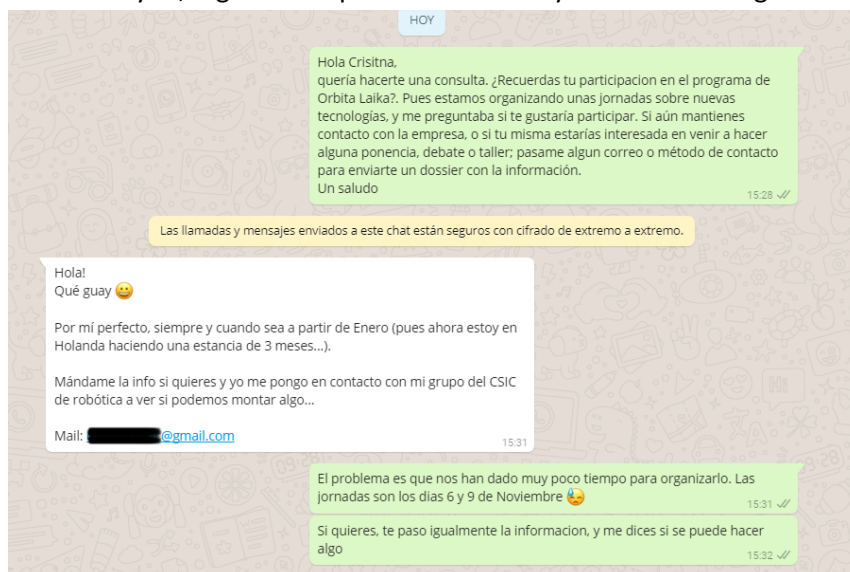 HOY
Hola Crisitna,
quería hacerte una consulta. ¿Recuerdas tu participacion en el programa de
Orbita Laika?. Pues estamos organizando unas jornadas sobre nuevas
tecnologías, y me preguntaba si te gustaría participar. Si aún mantienes
contacto con la empresa, o si tu misma estarías interesada en venir a hacer
alguna ponencia, debate o taller; pasame algun correo o método de contacto
para enviarte un dossier con la información.
Un saludo
15:28
Las llamadas y mensajes enviados a este chat están seguros con cifrado de extremo a extremo.
Hola!
Qué guay 😀
Por mí perfecto, siempre y cuando sea a partir de Enero (pues ahora estoy en
Holanda haciendo una estancia de 3 meses...).
Mándame la info si quieres y yo me pongo en contacto con mi grupo del CSIC
de robótica a ver si podemos montar algo...
Mail: @gmail.com
15:31
El problema es que nos han dado muy poco tiempo para organizarlo. Las
jornadas son los dias 6 y 9 de Noviembre 😓
15:31
Si quieres, te paso igualmente la informacion, y me dices si se puede hacer
algo
15:32